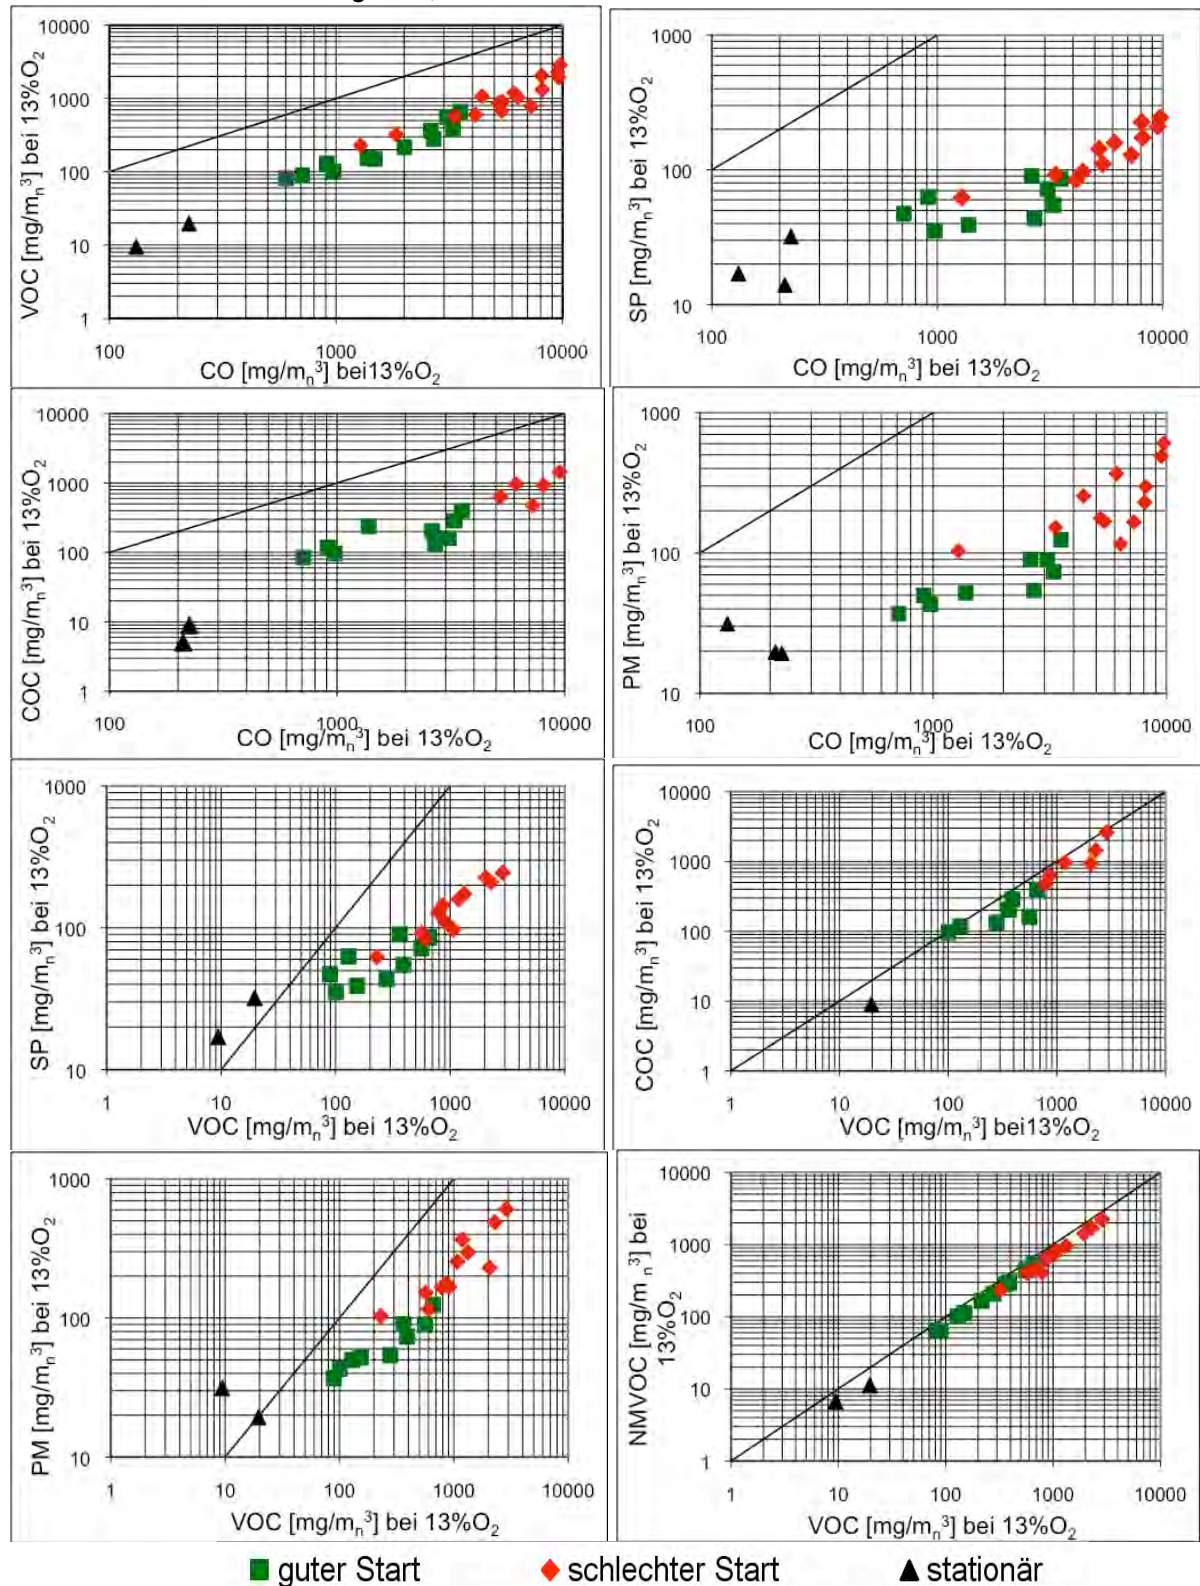 10000
1000
100
10
1
VOC [mg/mn³] bei 13%O2
100 1000 10000
CO [mg/mn³] bei13%O2
1000
100
10
SP [mg/mn³] bei 13%O2
100 1000 10000
CO [mg/mn³] bei 13%O2
10000
1000
100
10
1
COC [mg/mn³] bei 13%O2
100 1000 10000
CO [mg/mn³] bei 13%O2
1000
100
10
PM [mg/mn³] bei 13%O2
100 1000 10000
CO [mg/mn³] bei 13%O2
1000
100
10
SP [mg/mn³] bei 13%O2
1 10 100 1000 10000
VOC [mg/mn³] bei 13%O2
10000
1000
100
10
1
COC [mg/mn³] bei 13%O2
1 10 100 1000 10000
VOC [mg/mn³] bei13%O2
1000
100
10
PM [mg/mn³] bei 13%O2
1 10 100 1000 10000
VOC [mg/mn³] bei 13%O2
10000
1000
100
10
1
NMVOC [mg/mn³] bei
13%O2
1 10 100 1000 10000
VOC [mg/mn³] bei 13%O2
guter Start schlechter Start stationär